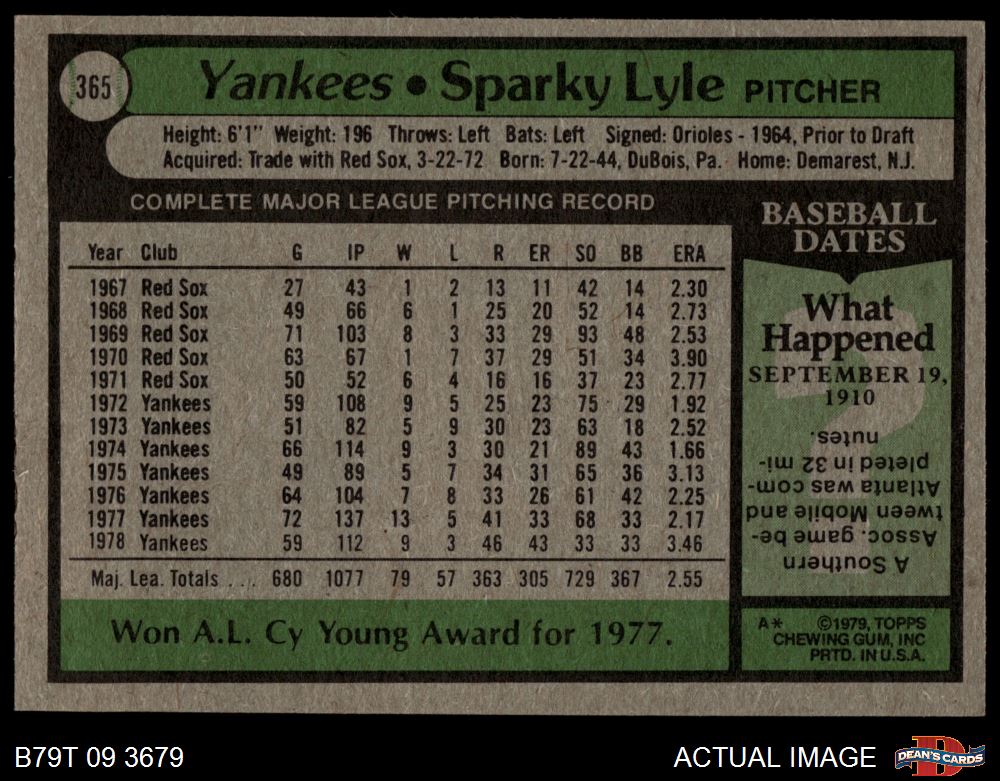 365
Yankees • Sparky Lyle PITCHER
Height: 6'1" Weight: 196 Throws: Left Bats: Left Signed: Orioles - 1964, Prior to Draft
Acquired: Trade with Red Sox, 3-22-72 Born: 7-22-44, DuBois, Pa. Home: Demarest, N.J.
COMPLETE MAJOR LEAGUE PITCHING RECORD
Year Club G IP W L R ER SO BB ERA
1967 Red Sox 27 43 1 2 13 11 42 14 2.30
1968 Red Sox 49 66 6 1 25 20 52 14 2.73
1969 Red Sox 71 103 8 3 33 29 93 48 2.53
1970 Red Sox 63 67 1 7 37 29 51 34 3.90
1971 Red Sox 50 52 6 4 16 16 37 23 2.77
1972 Yankees 59 108 9 5 25 23 75 29 1.92
1973 Yankees 51 82 5 9 30 23 63 18 2.52
1974 Yankees 66 114 9 3 30 21 89 43 1.66
1975 Yankees 49 89 5 7 34 31 65 36 3.13
1976 Yankees 64 104 7 8 33 26 61 42 2.25
1977 Yankees 72 137 13 5 41 33 68 33 2.17
1978 Yankees 59 112 9 3 46 43 33 33 3.46
Maj. Lea. Totals . . . . 680 1077 79 57 363 305 729 367 2.55
Won A.L. Cy Young Award for 1977.
BASEBALL
DATES
What
Happened
SEPTEMBER 19,
1910
A Southern
Assoc. game be-
tween Mobile and
Atlanta was com-
pleted in 32 mi-
nutes.
A* ©1979, TOPPS
CHEWING GUM, INC
PRTD. IN U.S.A.
B79T 09 3679
ACTUAL IMAGE
D
DEAN'S CARDS